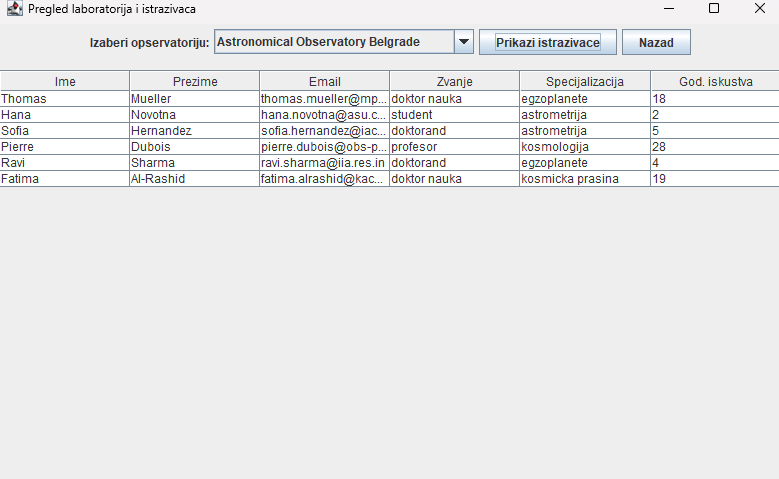 Pregled laboratorija i istrazivaca
Izaberi opservatoriju: Astronomical Observatory Belgrade Prikazi istrazivace Nazad
Ime Prezime Email Zvanje Specijalizacija God. iskustva
Thomas Mueller thomas.mueller@mp... doktor nauka egzoplanete 18
Hana Novotna hana.novotna@asu.c... student astrometrija 2
Sofia Hernandez sofia.hernandez@iac... doktorand astrometrija 5
Pierre Dubois pierre.dubois@obs-p... profesor kosmologija 28
Ravi Sharma ravi.sharma@iia.res.in doktorand egzoplanete 4
Fatima Al-Rashid fatima.alrashid@kac... doktor nauka kosmicka prasina 19